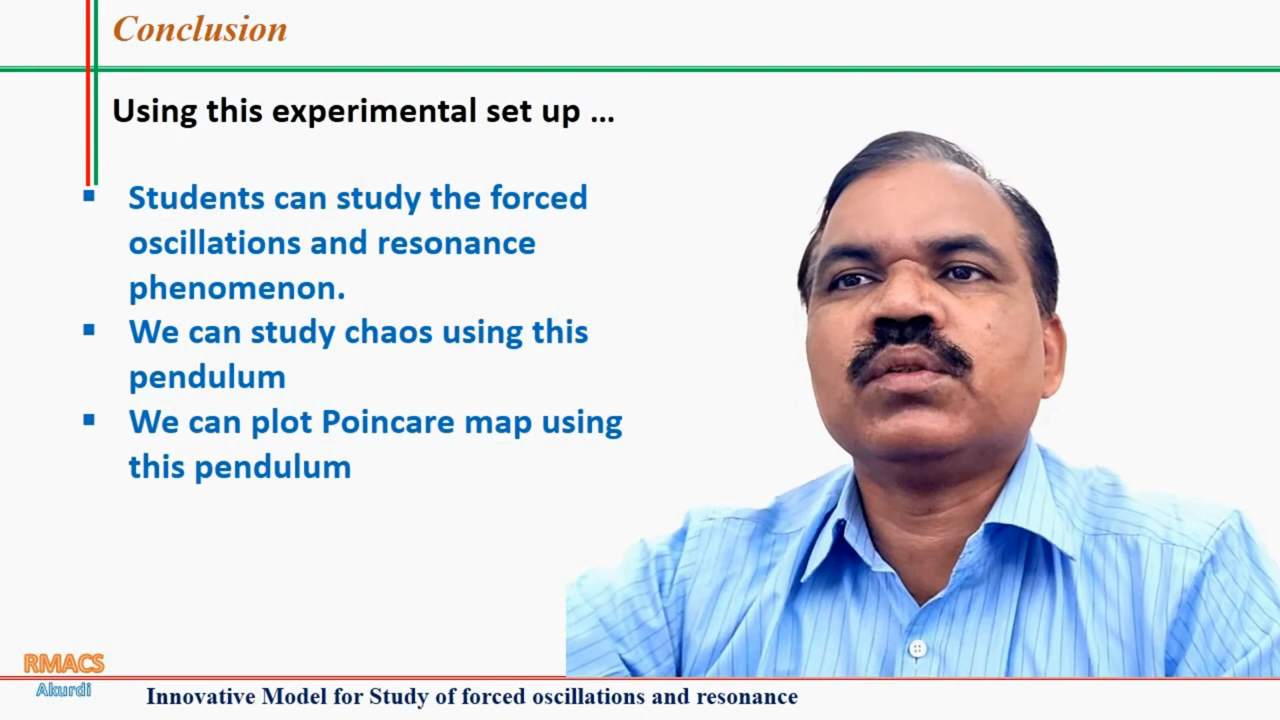 Conclusion
Using this experimental set up ...
▪ Students can study the forced
oscillations and resonance
phenomenon.
▪ We can study chaos using this
pendulum
▪ We can plot Poincare map using
this pendulum
RMACS
Akurdi
Innovative Model for Study of forced oscillations and resonance